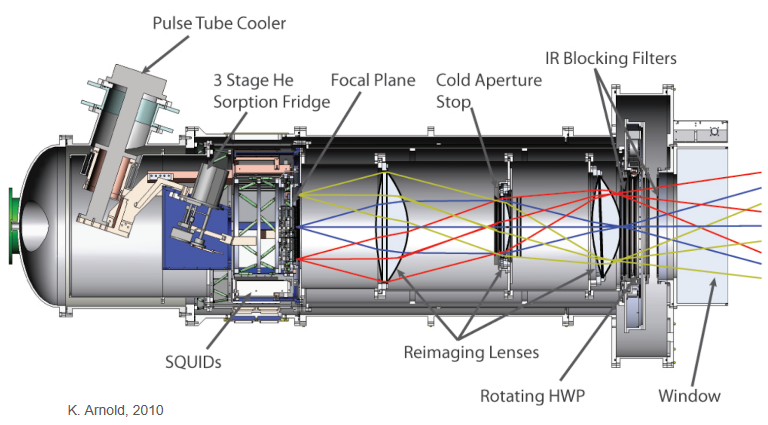 Pulse Tube Cooler
3 Stage He
Sorption Fridge
Focal Plane
Cold Aperture
Stop
IR Blocking Filters
SQUIDs
Reimaging Lenses
Rotating HWP
Window
K. Arnold, 2010